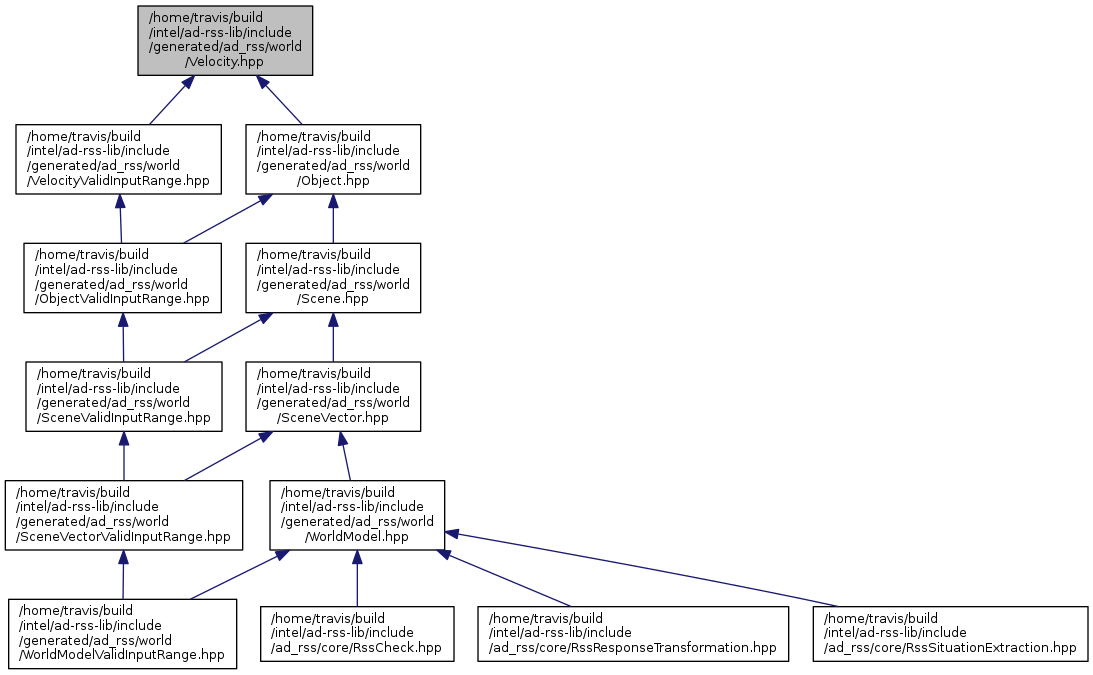 /home/travis/build
/intel/ad-rss-lib/include
/generated/ad_rss/world
/Velocity.hpp
/home/travis/build
/intel/ad-rss-lib/include
/generated/ad_rss/world
/VelocityValidInputRange.hpp
/home/travis/build
/intel/ad-rss-lib/include
/generated/ad_rss/world
/Object.hpp
/home/travis/build
/intel/ad-rss-lib/include
/generated/ad_rss/world
/ObjectValidInputRange.hpp
/home/travis/build
/intel/ad-rss-lib/include
/generated/ad_rss/world
/Scene.hpp
/home/travis/build
/intel/ad-rss-lib/include
/generated/ad_rss/world
/SceneValidInputRange.hpp
/home/travis/build
/intel/ad-rss-lib/include
/generated/ad_rss/world
/SceneVector.hpp
/home/travis/build
/intel/ad-rss-lib/include
/generated/ad_rss/world
/SceneVectorValidInputRange.hpp
/home/travis/build
/intel/ad-rss-lib/include
/generated/ad_rss/world
/WorldModel.hpp
/home/travis/build
/intel/ad-rss-lib/include
/generated/ad_rss/world
/WorldModelValidInputRange.hpp
/home/travis/build
/intel/ad-rss-lib/include
/ad_rss/core/RssCheck.hpp
/home/travis/build
/intel/ad-rss-lib/include
/ad_rss/core/RssResponseTransformation.hpp
/home/travis/build
/intel/ad-rss-lib/include
/ad_rss/core/RssSituationExtraction.hpp